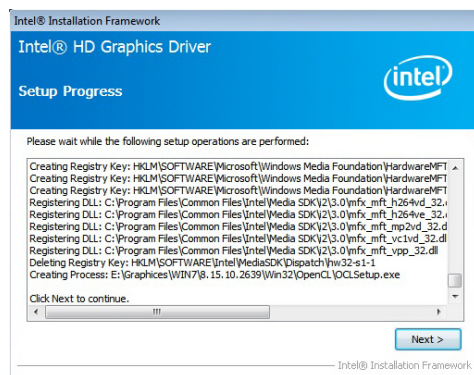 Intel® Installation Framework
Intel® HD Graphics Driver
intel
Setup Progress
Please wait while the following setup operations are performed:
Creating Registry Key: HKLM\SOFTWARE\Microsoft\Windows Media Foundation\HardwareMFT
Creating Registry Key: HKLM\SOFTWARE\Microsoft\Windows Media Foundation\HardwareMFT
Creating Registry Key: HKLM\SOFTWARE\Microsoft\Windows Media Foundation\HardwareMFT
Registering DLL: C:\Program Files\Common Files\Intel\Media SDK\i2\3.0\mfx_mft_h264vd_32.
Registering DLL: C:\Program Files\Common Files\Intel\Media SDK\i2\3.0\mfx_mft_h264ve_32.
Registering DLL: C:\Program Files\Common Files\Intel\Media SDK\i2\3.0\mfx_mft_mp2vd_32.d
Registering DLL: C:\Program Files\Common Files\Intel\Media SDK\i2\3.0\mfx_mft_vc1vd_32.dl
Registering DLL: C:\Program Files\Common Files\Intel\Media SDK\i2\3.0\mfx_mft_vpp_32.dll
Deleting Registry Key: HKLM\SOFTWARE\Intel\MediaSDK\Dispatch\hw32-s1-1
Creating Process: E:\Graphices\WIN7\8.15.10.2639\Win32\OpenCL\OCLSetup.exe
Click Next to continue.
Next >
Intel® Installation Framework